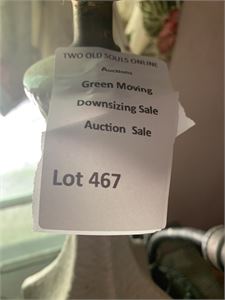 TWO OLD SOULS ONLINE
Auctions
Green Moving
Downsizing Sale
Auction Sale
Lot 467